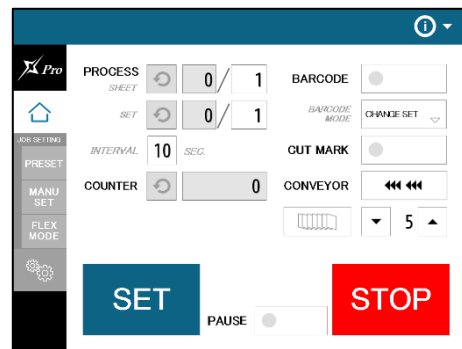 Pro
PROCESS 0/ 1 BARCODE
SHEET
SET 0/ 1 BARCODE MODE CHANGE SET
JOB SETTING
INTERVAL 10 SEC. CUT MARK
PRESET
COUNTER 0 CONVEYOR
MANU
SET
FLEX
MODE
5
SET
PAUSE
STOP